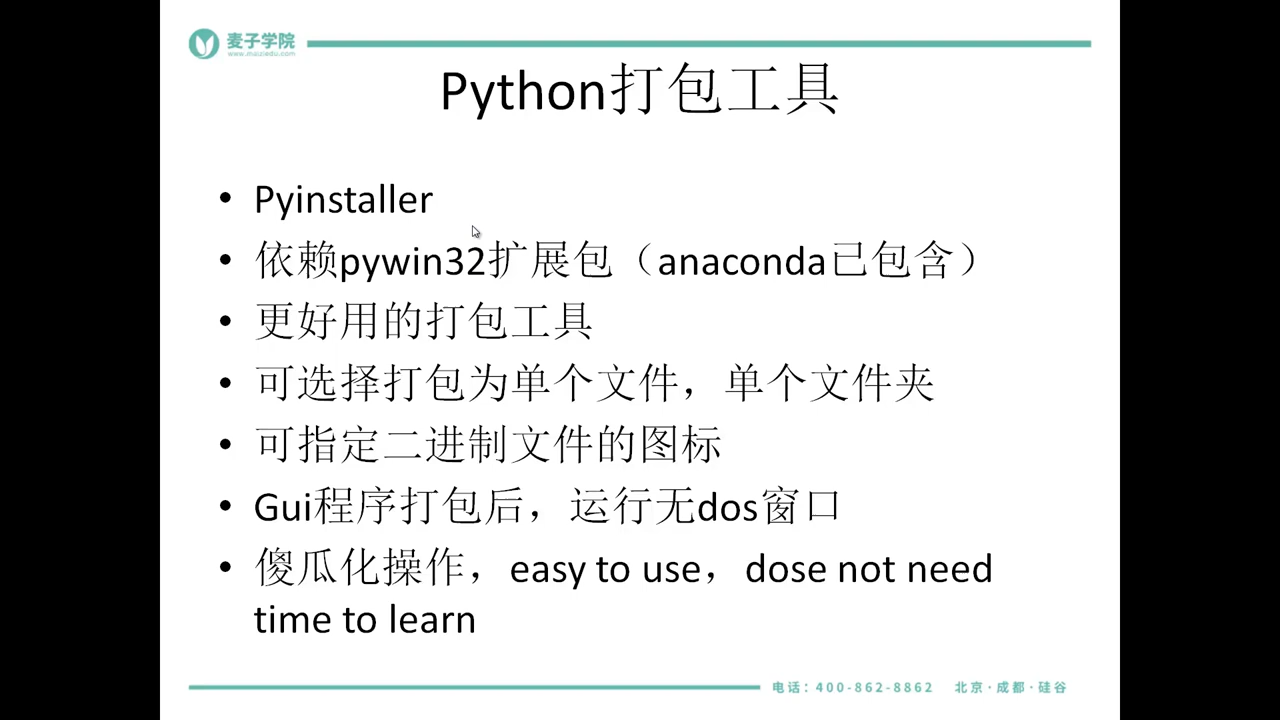 麦子学院
www.maiziedu.com
Python打包工具
• Pyinstaller
• 依赖pywin32扩展包（anaconda已包含）
• 更好用的打包工具
• 可选择打包为单个文件，单个文件夹
• 可指定二进制文件的图标
• Gui程序打包后，运行无dos窗口
• 傻瓜化操作，easy to use，dose not need
time to learn
电话：400-862-8862 北京·成都·硅谷